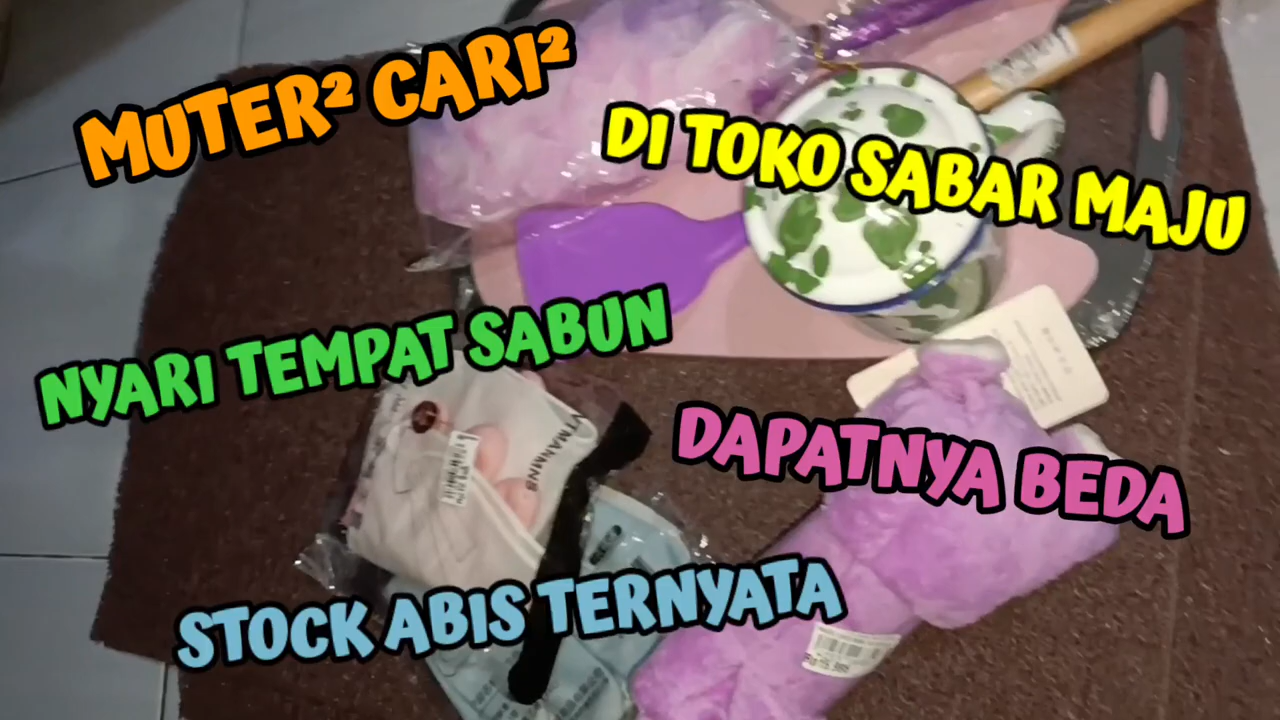 MUTER² CARI²
DI TOKO SABAR MAJU
NYARI TEMPAT SABUN
DAPATNYA BEDA
STOCK ABIS TERNYATA